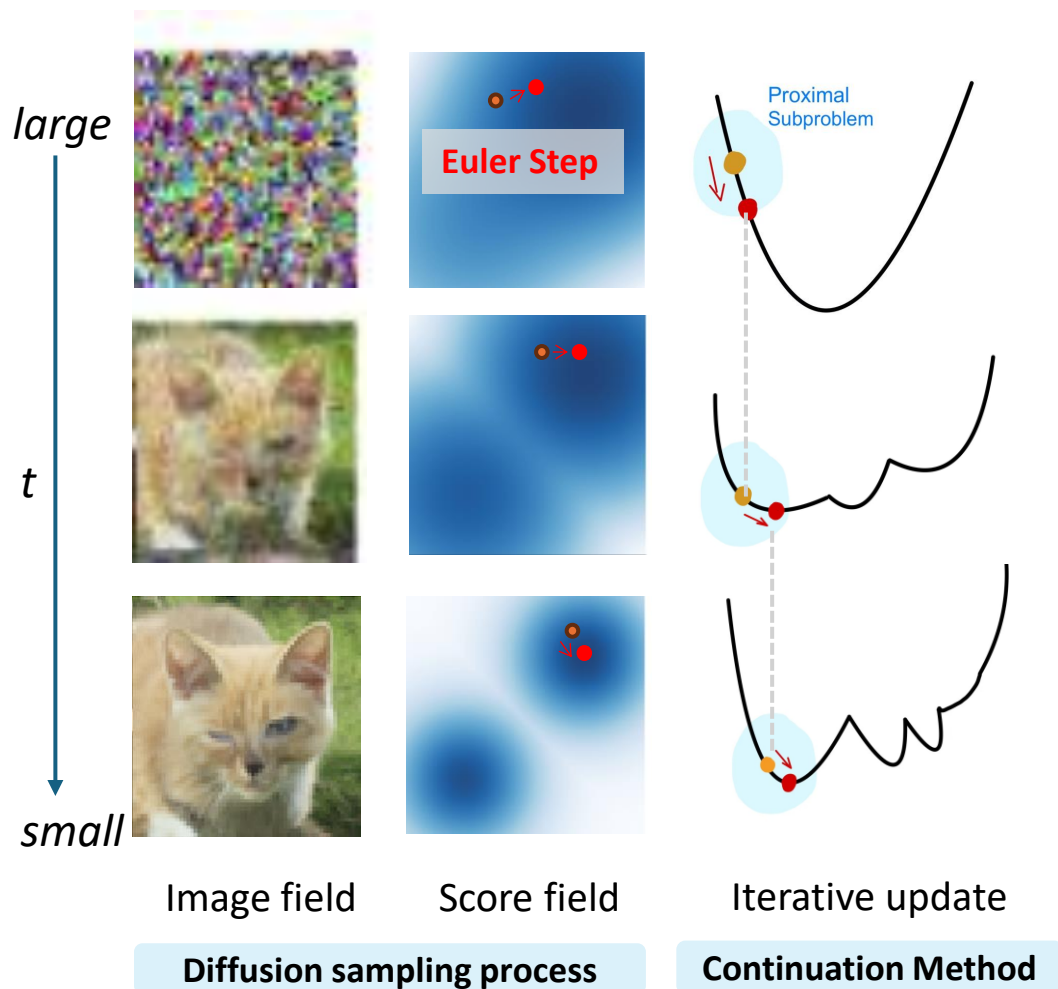 large
t
small
Euler Step
Proximal
Subproblem
Image field
Score field
Iterative update
Diffusion sampling process
Continuation Method